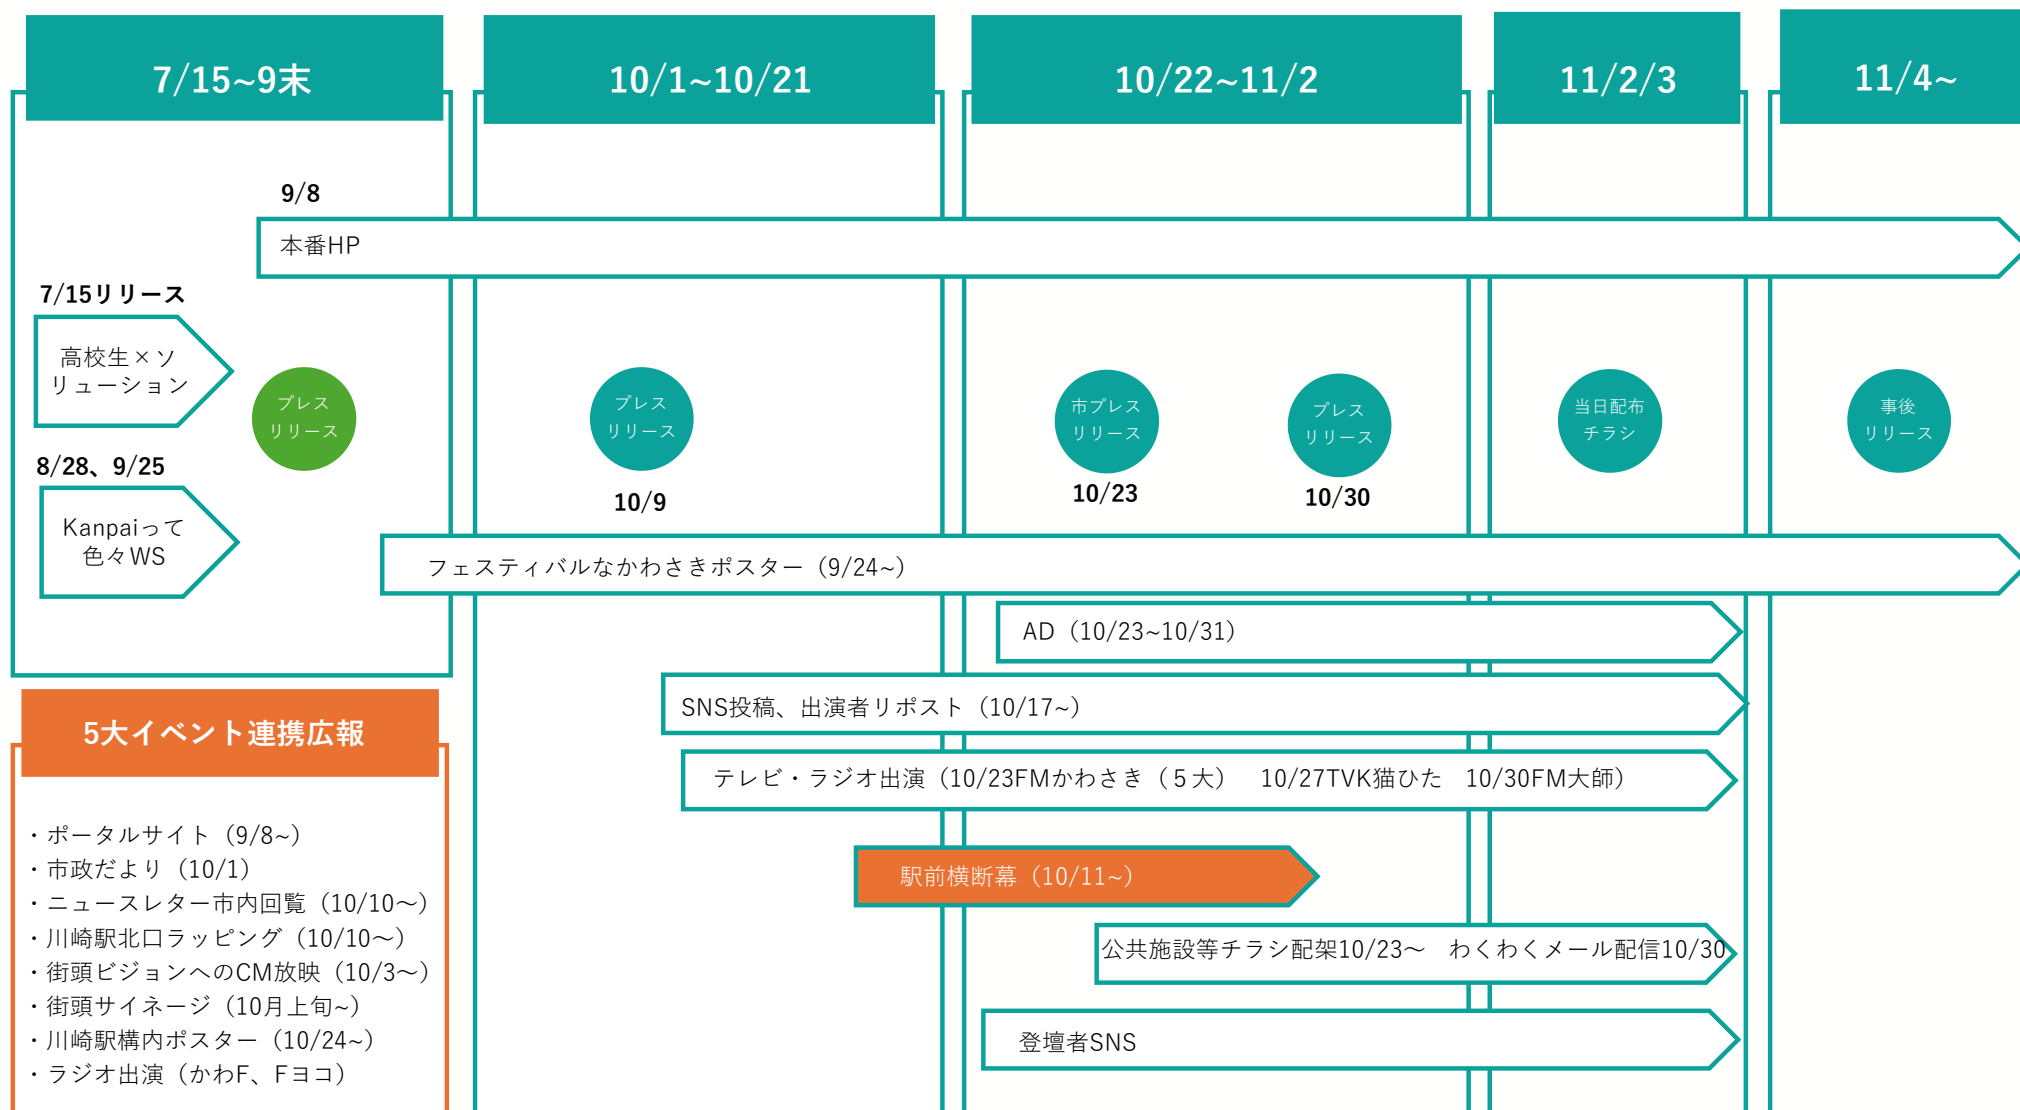 7/15~9末
10/1~10/21
10/22~11/2
11/2/3
11/4~
9/8
本番HP
7/15リリース
高校生×ソ
リューション
プレス
リリース
プレス
リリース
10/9
市プレス
リリース
10/23
プレス
リリース
10/30
当日配布
チラシ
事後
リリース
8/28、9/25
Kanpaiって
色々WS
フェスティバルなかわさきポスター（9/24~）
AD（10/23~10/31）
SNS投稿、出演者リポスト（10/17~）
テレビ・ラジオ出演（10/23FMかわさき（５大）　10/27TVK猫ひた　10/30FM大師）
駅前横断幕（10/11~）
公共施設等チラシ配架10/23～　わくわくメール配信10/30
登壇者SNS
5大イベント連携広報
・ポータルサイト（9/8~）
・市政だより（10/1）
・ニュースレター市内回覧（10/10～）
・川崎駅北口ラッピング（10/10～）
・街頭ビジョンへのCM放映（10/3～）
・街頭サイネージ（10月上旬~）
・川崎駅構内ポスター（10/24~）
・ラジオ出演（かわF、Fヨコ）